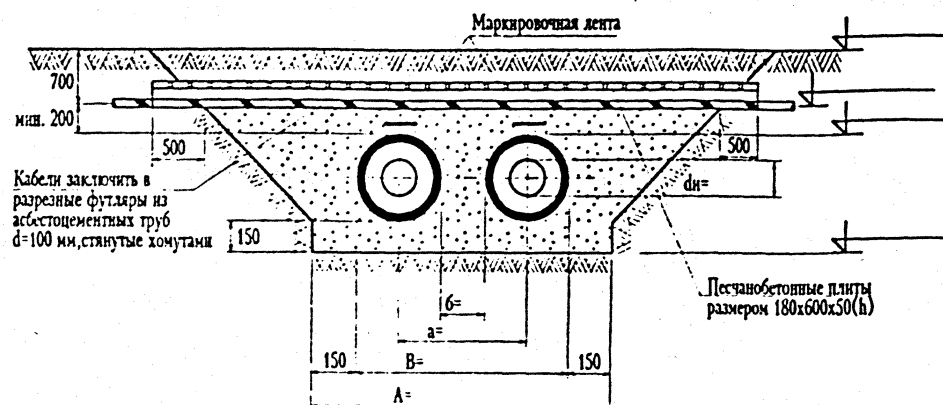 Маркировочная лента
700
мин. 200
500
500
Кабели заключить в
разрезные футляры из
асбестоцементных труб
d=100 мм,стянутые хомутами
dн=
150
Песчанобетонные плиты
размером 180х600х50(h)
б=
а=
150
В=
150
А=